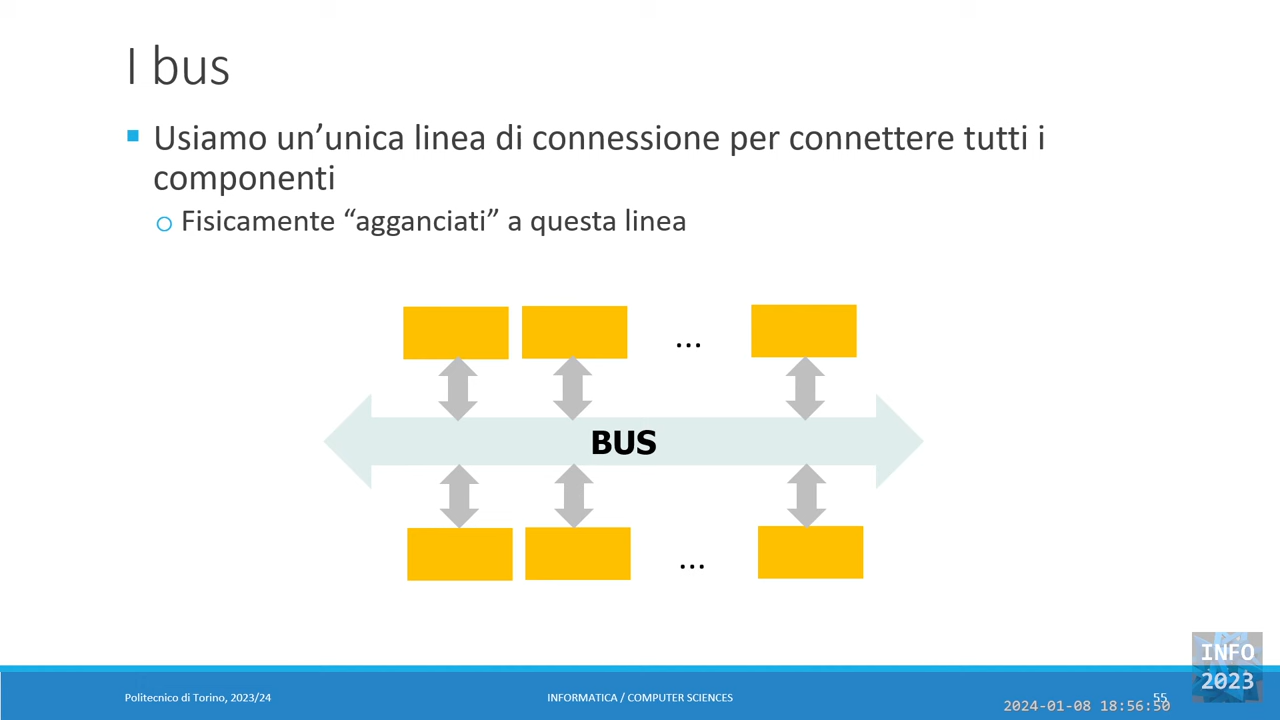 I bus
Usiamo un’unica linea di connessione per connettere tutti i
componenti
Fisicamente “agganciati” a questa linea
...
BUS
...
INFO
2023
Politecnico di Torino, 2023/24
INFORMATICA / COMPUTER SCIENCES
55
2024-01-08 18:56:50